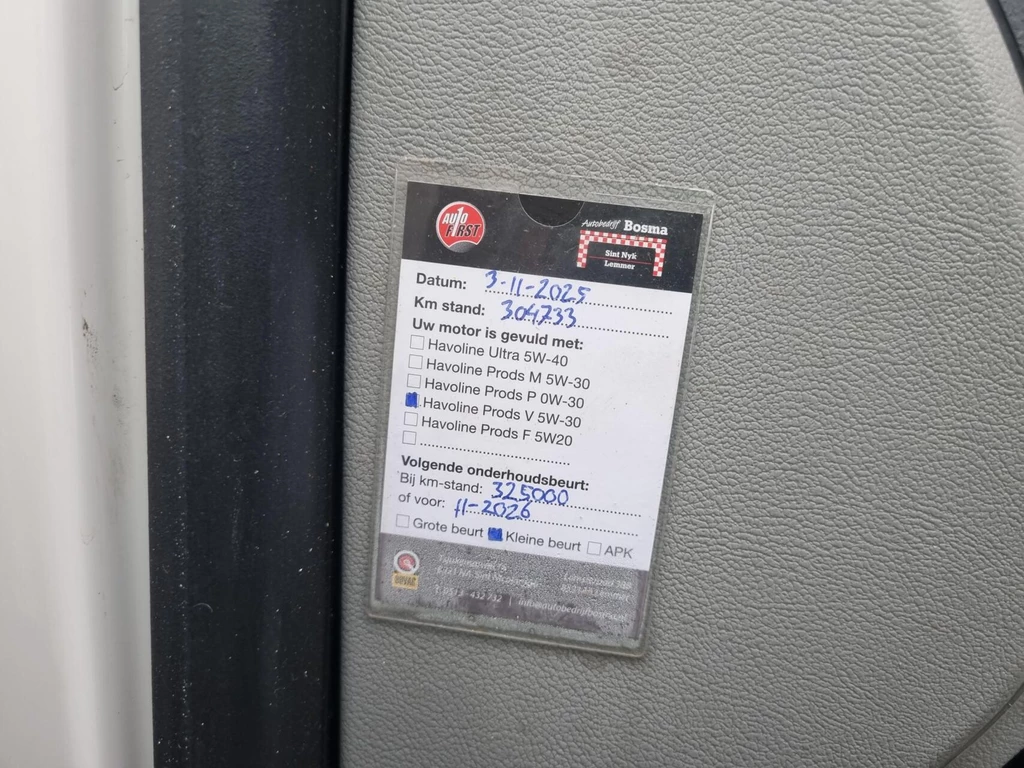 AUTO FIRST
Autobedrijf Bosma
Sint Nyk
Lemmer
Datum: 3-11-2025
Km stand: 304733
Uw motor is gevuld met:
Havoline Ultra 5W-40
Havoline Prods M 5W-30
Havoline Prods P 0W-30
Havoline Prods V 5W-30
Havoline Prods F 5W20
Volgende onderhoudsbeurt:
Bij km-stand: 325000
of voor: 11-2026
Grote beurt Kleine beurt APK
BOVAG
Lemmer